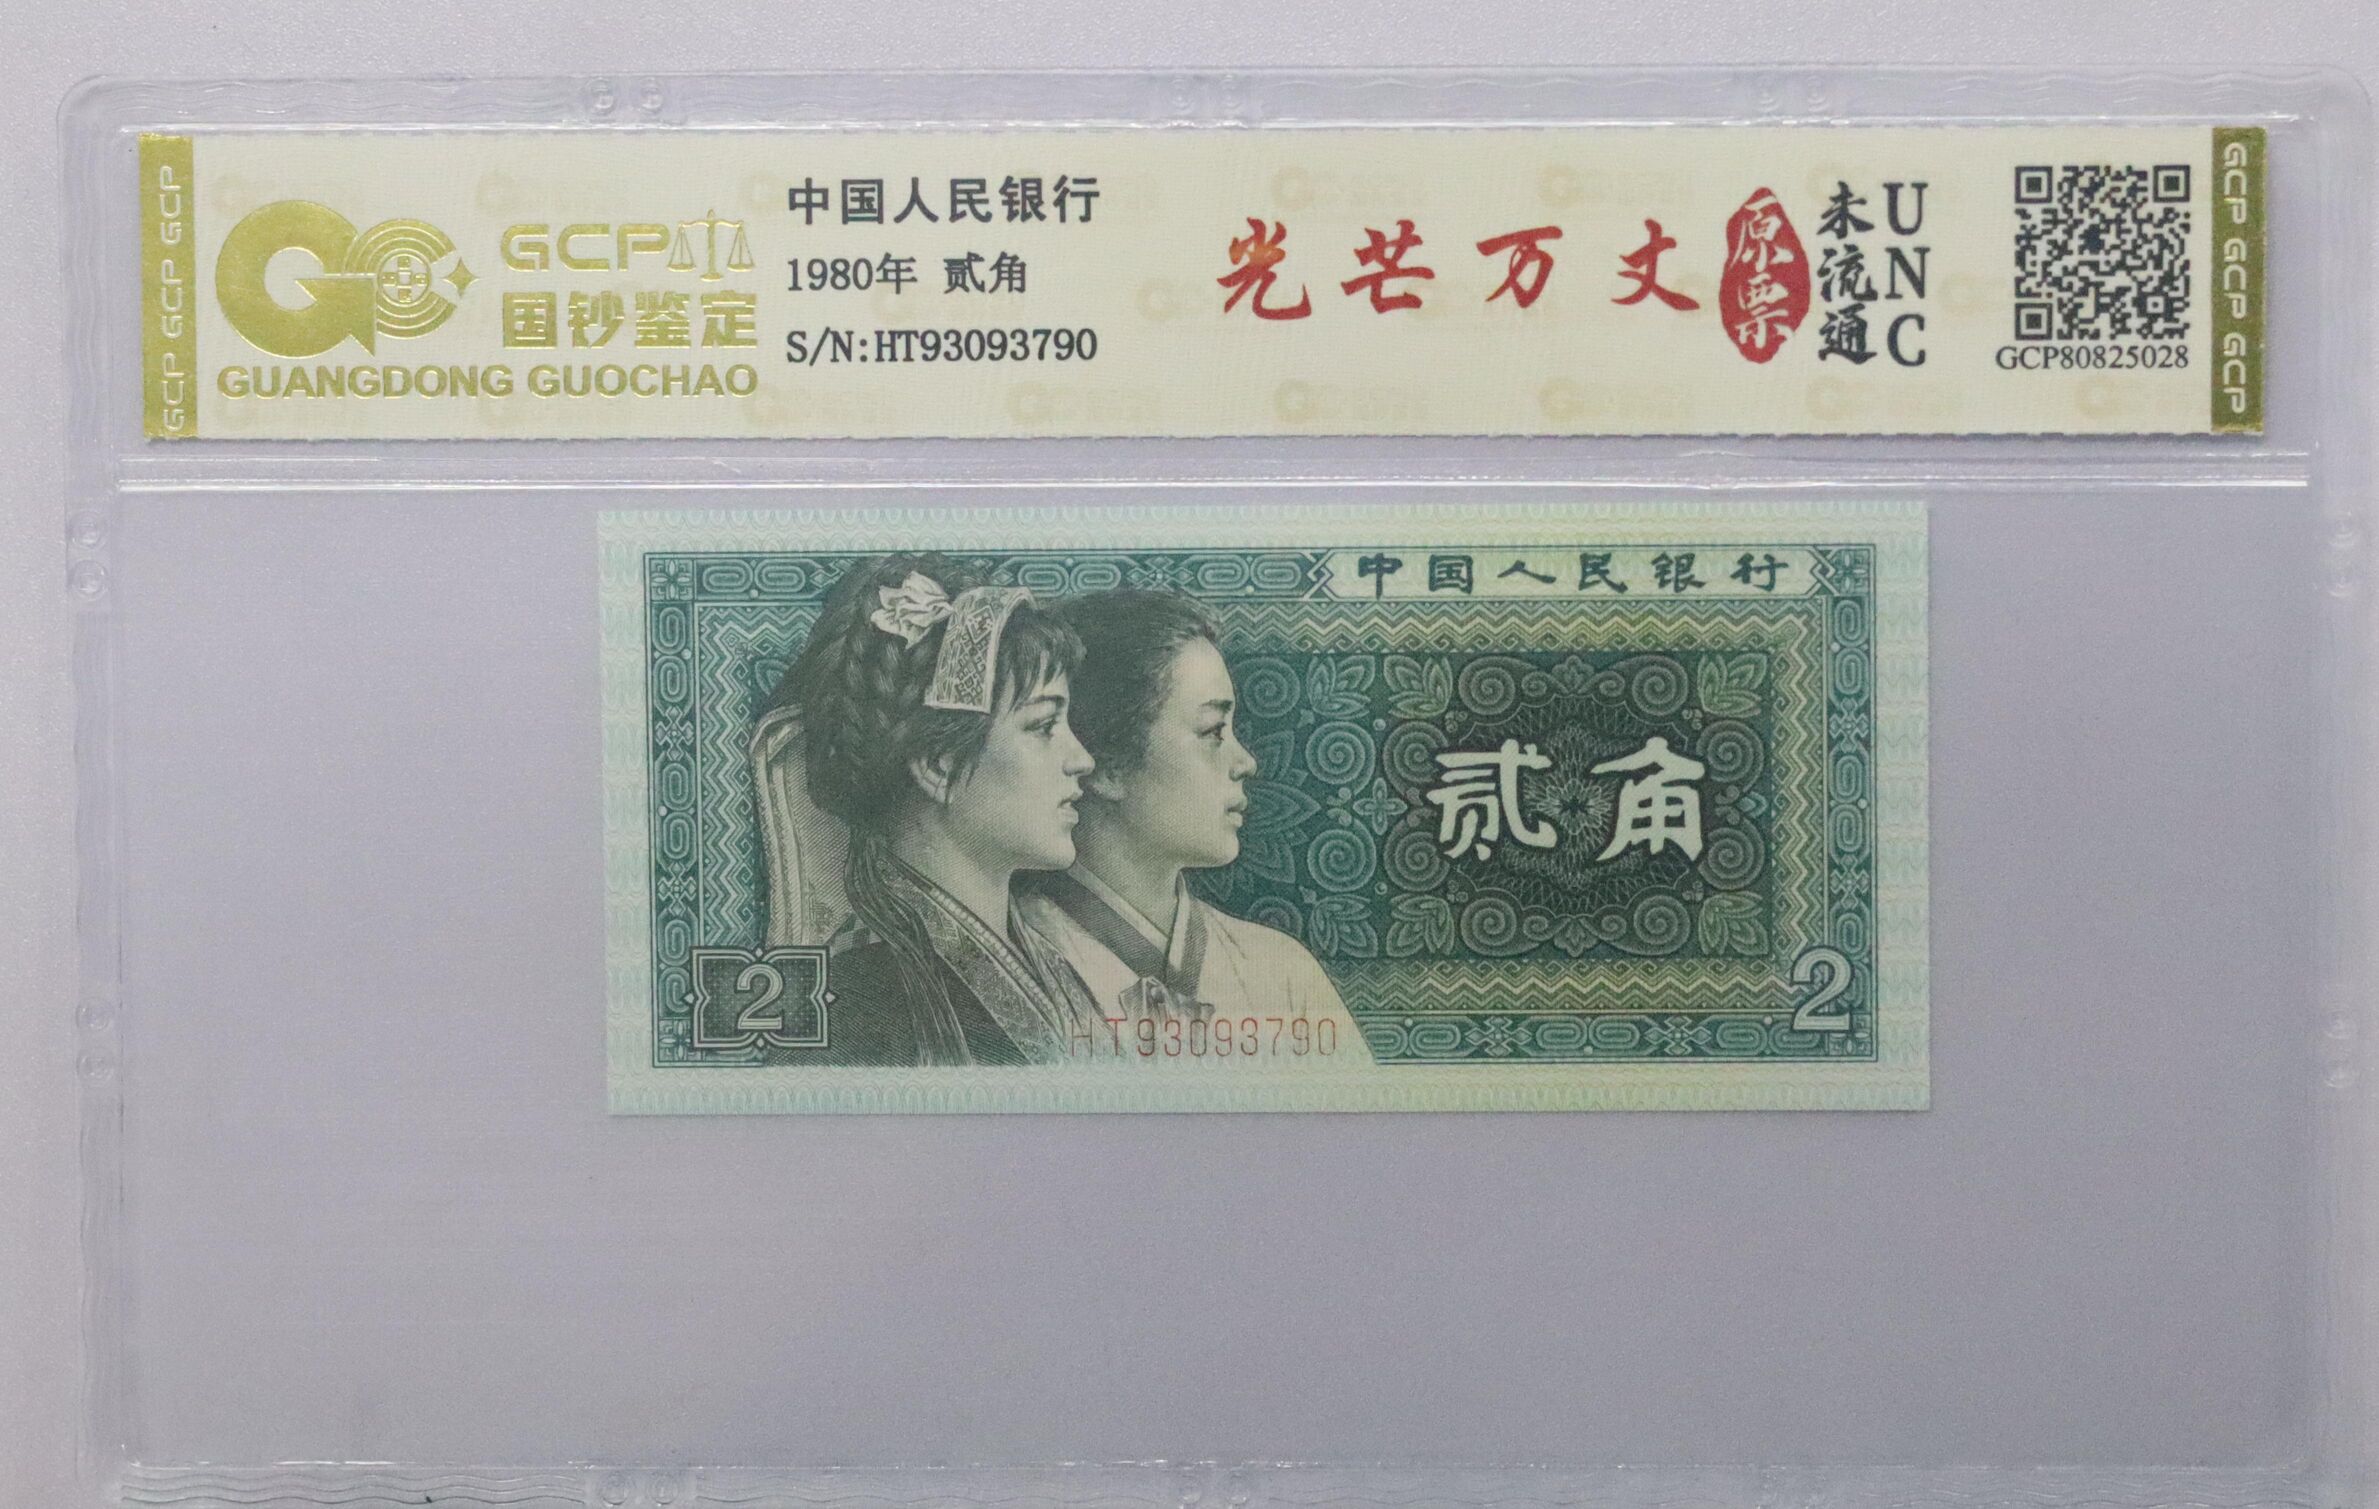 GCP GCP GCP
GCP
国钞鉴定
GUANGDONG GUOCHAO
中国人民银行
1980年 贰角
S/N:HT93093790
光芒万丈
原票
未流通
UNC
GCP80825028
GCP GCP GCP
中国人民银行
贰角
2
2
HT93093790